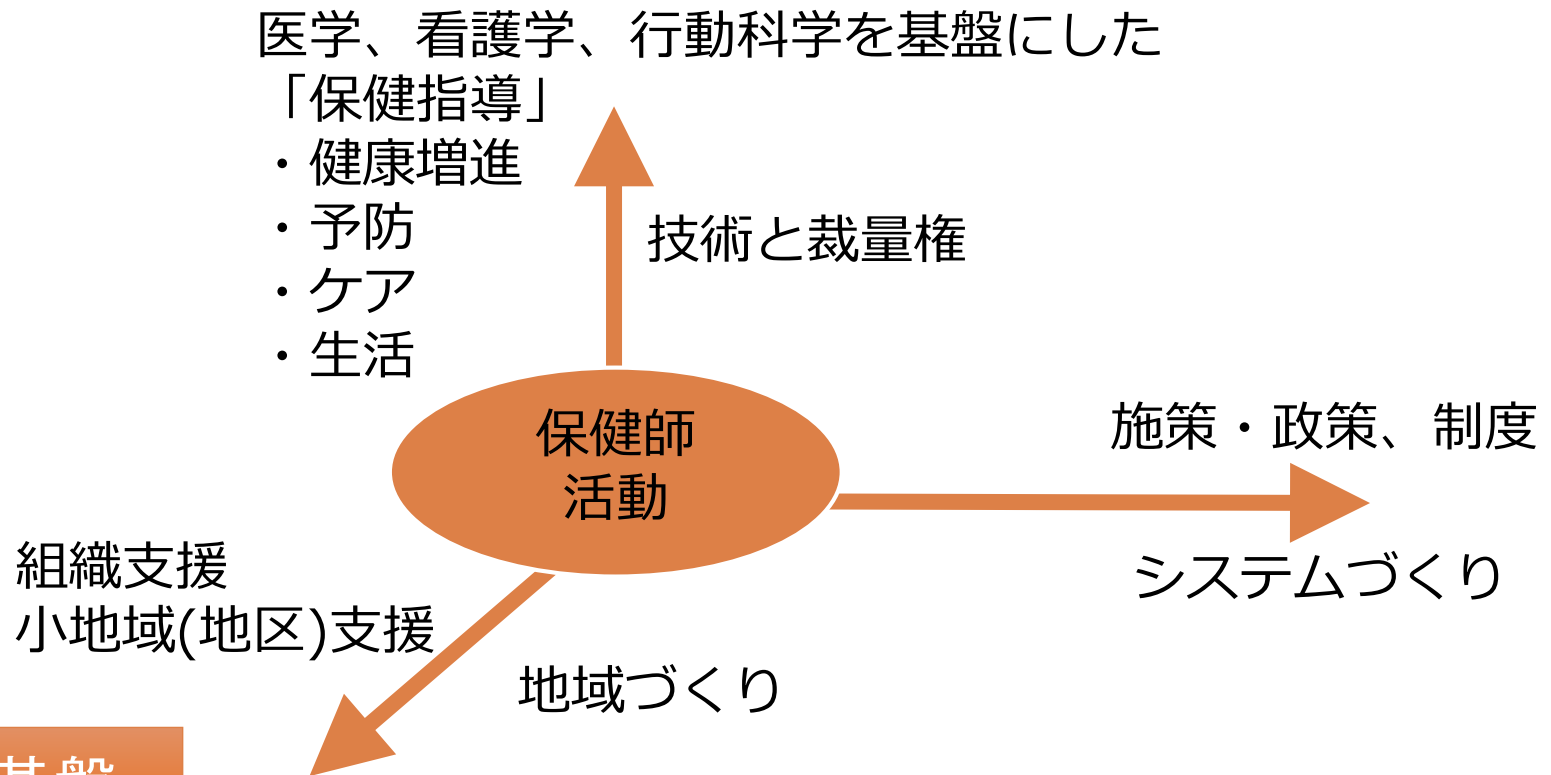 医学、看護学、行動科学を基盤にした
「保健指導」
・健康増進
・予防
・ケア
・生活
技術と裁量権
保健師
活動
施策・政策、制度
システムづくり
組織支援
小地域(地区)支援
地域づくり
基盤